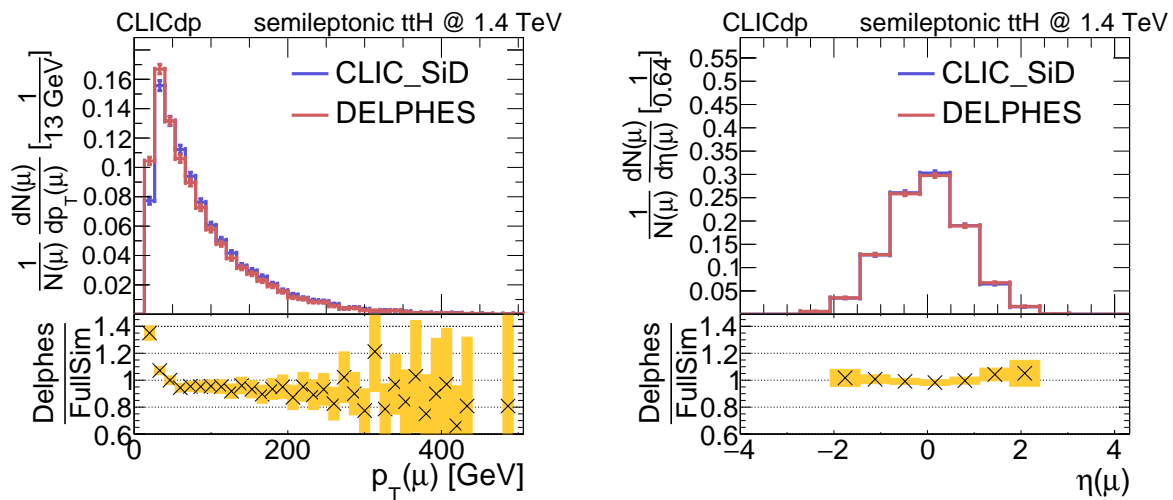 CLICdp semileptonic ttH @ 1.4 TeV
1/N(μ) dN(μ)/dp_T(μ) [1/13 GeV]
0.16
0.14
0.12
0.1
0.08
0.06
0.04
0.02
CLIC_SiD
DELPHES
Delphes
FullSim
1.4
1.2
1
0.8
0.6
0 200 400
p_T(μ) [GeV]
CLICdp semileptonic ttH @ 1.4 TeV
1/N(μ) dN(μ)/dη(μ) [1/0.64]
0.55
0.5
0.45
0.4
0.35
0.3
0.25
0.2
0.15
0.1
0.05
CLIC_SiD
DELPHES
Delphes
FullSim
1.4
1.2
1
0.8
0.6
−4 −2 0 2 4
η(μ)